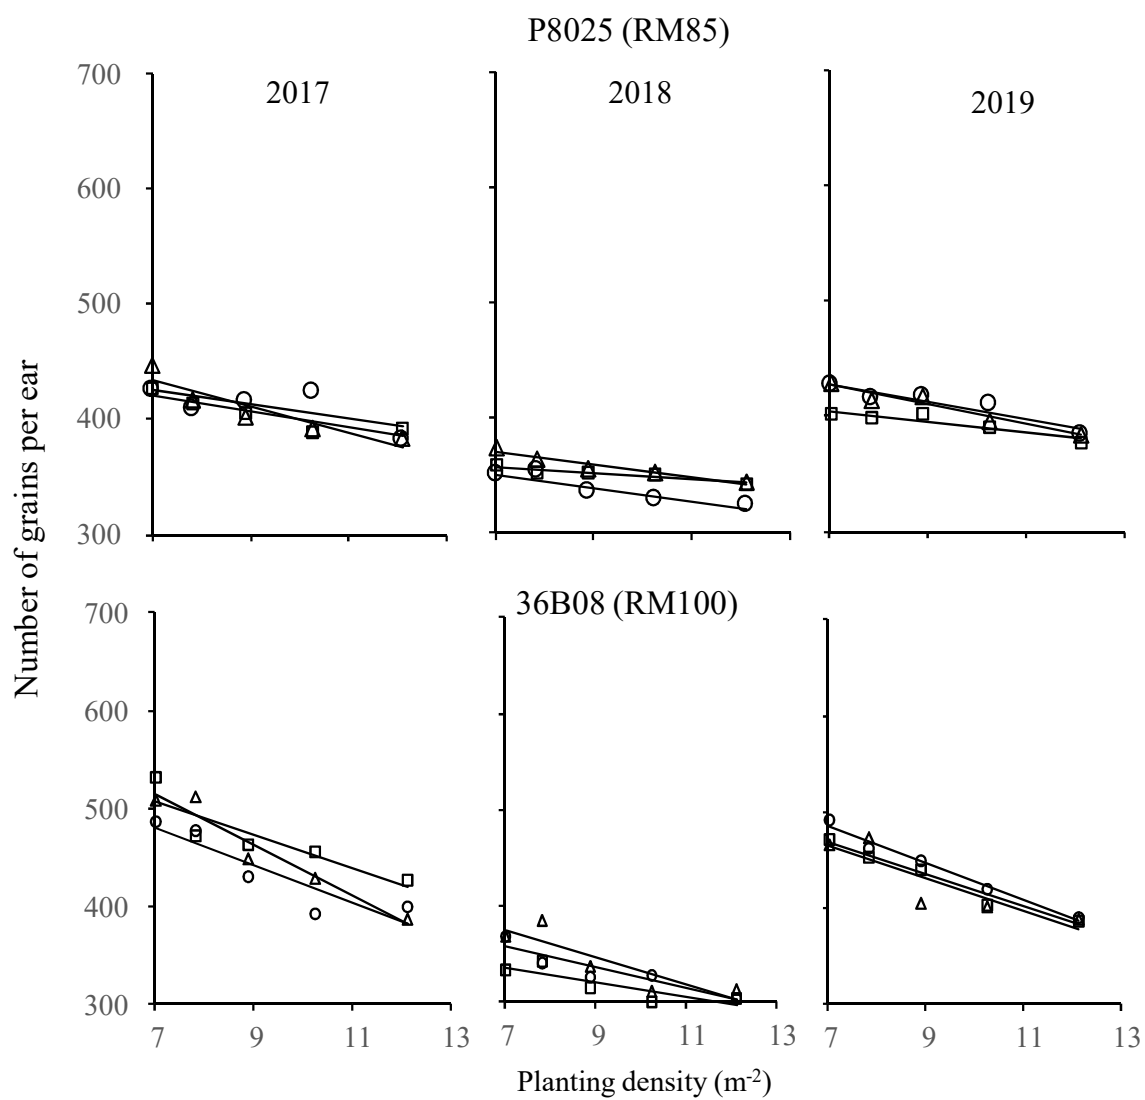 P8025 (RM85)
2017
2018
2019
700
600
500
400
300
Number of grains per ear
36B08 (RM100)
700
600
500
400
300
7 9 11 13 7 9 11 13 7 9 11 13
Planting density (m⁻²)